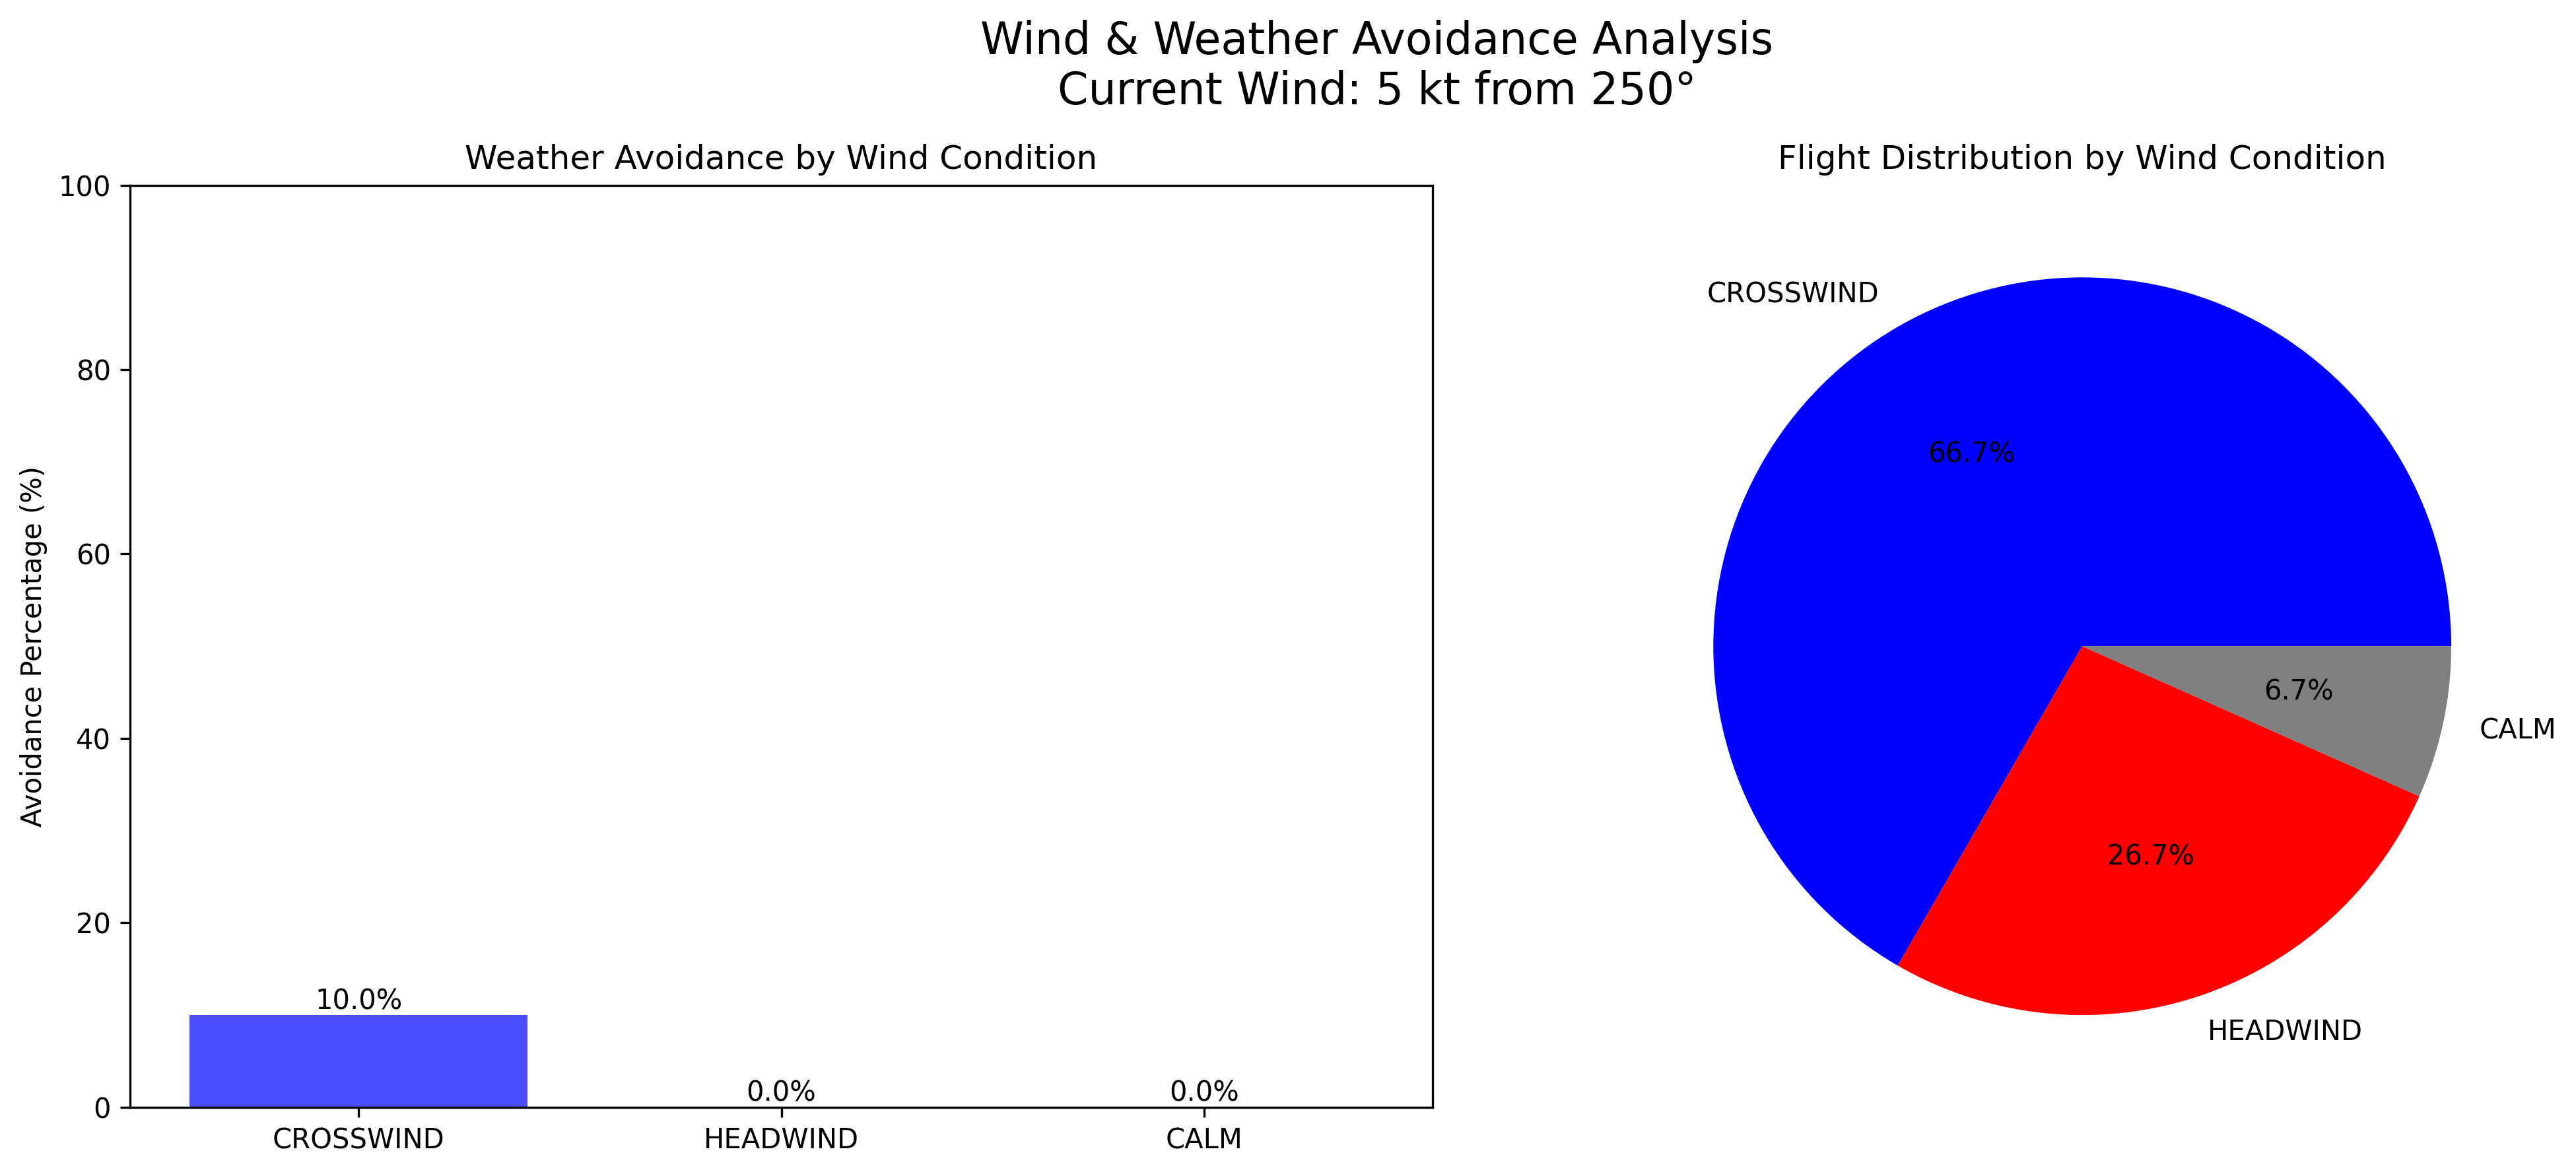 Wind & Weather Avoidance Analysis
Current Wind: 5 kt from 250°
Weather Avoidance by Wind Condition
Avoidance Percentage (%)
100
80
60
40
20
0
10.0%
0.0%
0.0%
CROSSWIND
HEADWIND
CALM
Flight Distribution by Wind Condition
CROSSWIND
66.7%
6.7%
CALM
26.7%
HEADWIND